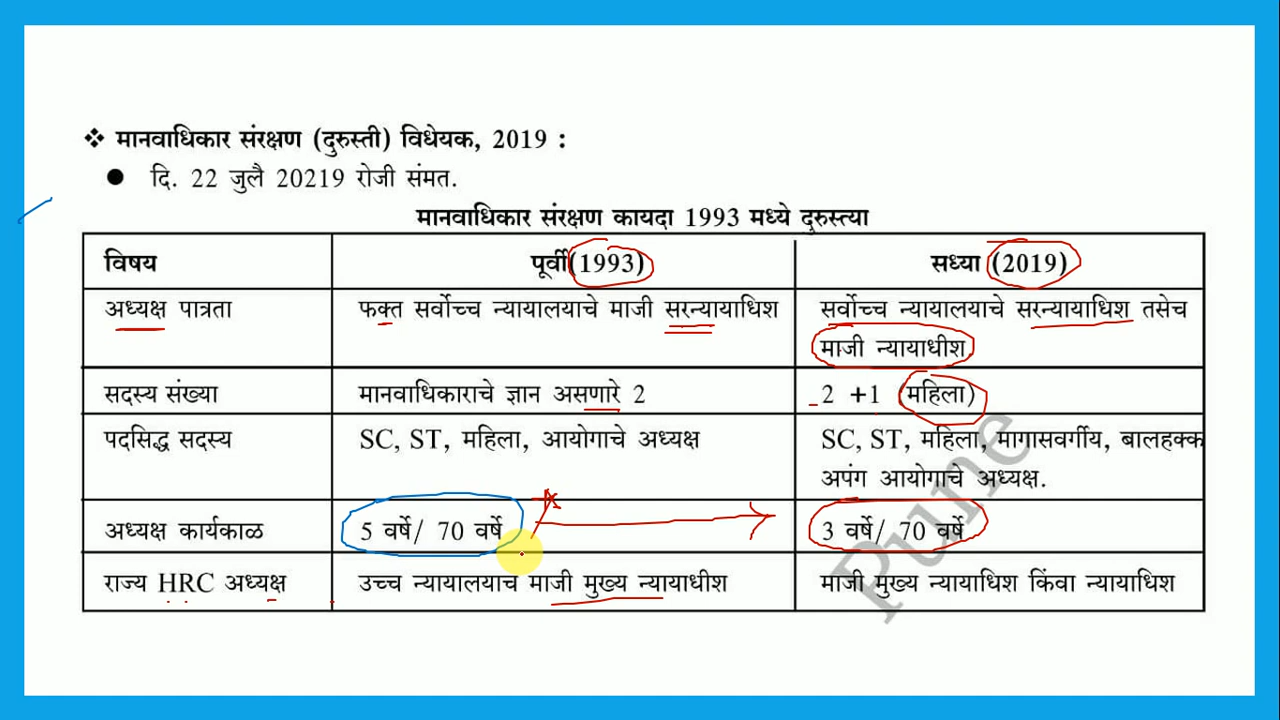 ❖ मानवाधिकार संरक्षण (दुरुस्ती) विधेयक, 2019 :
● दि. 22 जुलै 20219 रोजी संमत.
मानवाधिकार संरक्षण कायदा 1993 मध्ये दुरुस्त्या
विषय पूर्वी(1993) सध्या (2019)
अध्यक्ष पात्रता फक्त सर्वोच्च न्यायालयाचे माजी सरन्यायाधिश सर्वोच्च न्यायालयाचे सरन्यायाधिश तसेच
माजी न्यायाधीश
सदस्य संख्या मानवाधिकाराचे ज्ञान असणारे 2 2 +1 (महिला)
पदसिद्ध सदस्य SC, ST, महिला, आयोगाचे अध्यक्ष SC, ST, महिला, मागासवर्गीय, बालहक्क
अपंग आयोगाचे अध्यक्ष.
अध्यक्ष कार्यकाळ 5 वर्षे/ 70 वर्षे 3 वर्षे/ 70 वर्षे
राज्य HRC अध्यक्ष उच्च न्यायालयाचे माजी मुख्य न्यायाधीश माजी मुख्य न्यायाधिश किंवा न्यायाधिश
Pune